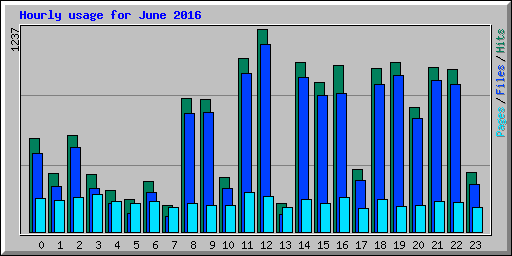 Hourly usage for June 2016
1237
Pages/Files/Hits
0 1 2 3 4 5 6 7 8 9 10 11 12 13 14 15 16 17 18 19 20 21 22 23